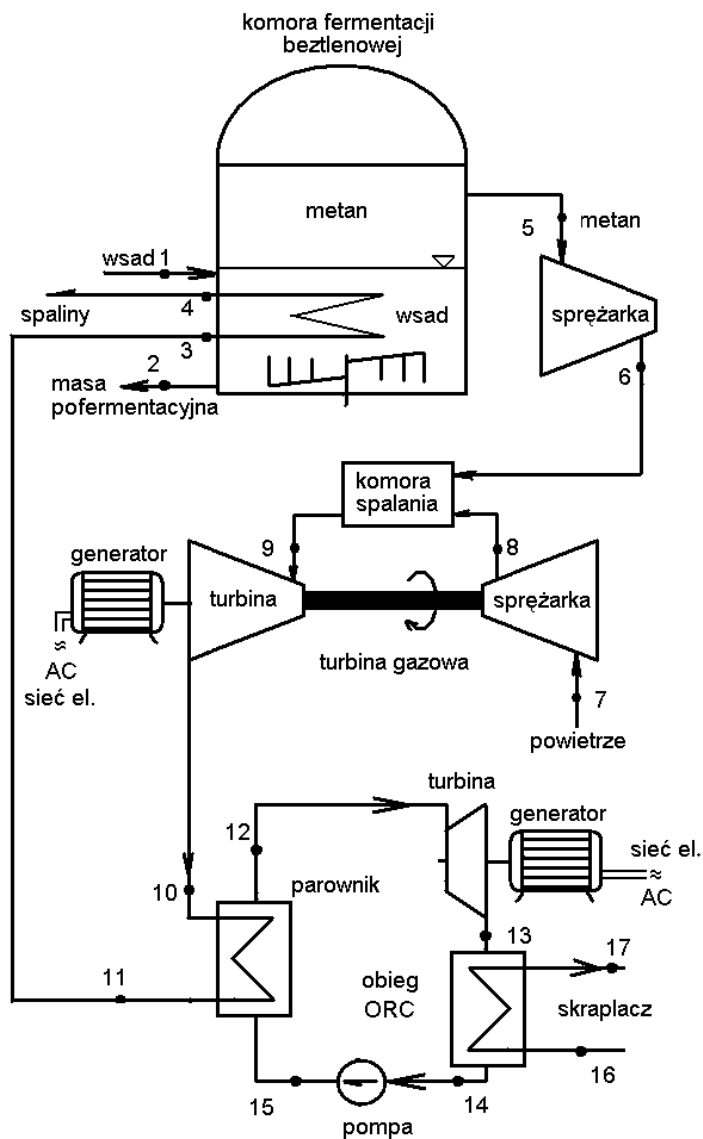 komora fermentacji
beztlenowej
metan
5
metan
wsad 1
4
spaliny
wsad
sprężarka
3
2
masa
pofermentacyjna
6
komora
spalania
generator
9
8
turbina
sprężarka
≈
AC
sieć el.
turbina gazowa
7
powietrze
turbina
12
generator
sieć el.
≈
AC
10
parownik
13
17
11
obieg
ORC
skraplacz
16
15
14
pompa